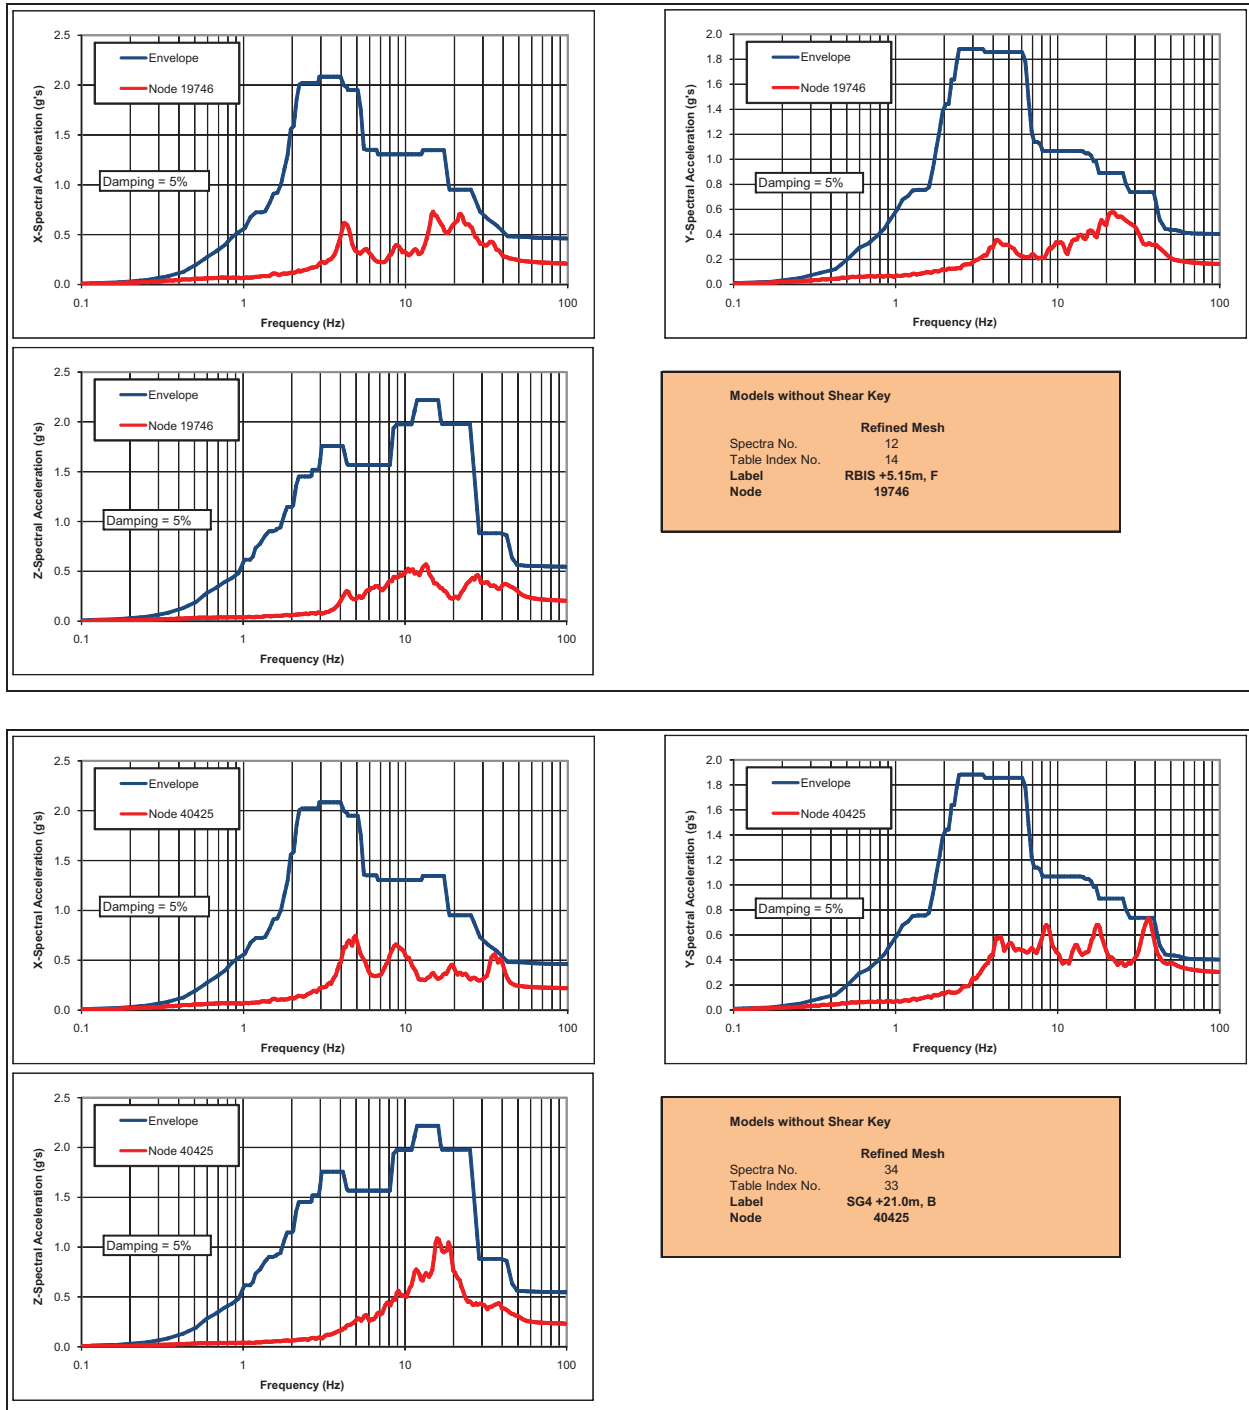 2.5
2.0
1.5
1.0
0.5
0.0
X-Spectral Acceleration (g's)
Envelope
Node 19746
Damping = 5%
0.1 1 10 100
Frequency (Hz)
2.0
1.8
1.6
1.4
1.2
1.0
0.8
0.6
0.4
0.2
0.0
Y-Spectral Acceleration (g's)
Envelope
Node 19746
Damping = 5%
0.1 1 10 100
Frequency (Hz)
2.5
2.0
1.5
1.0
0.5
0.0
Z-Spectral Acceleration (g's)
Envelope
Node 19746
Damping = 5%
0.1 1 10 100
Frequency (Hz)
Models without Shear Key
Refined Mesh
Spectra No. 12
Table Index No. 14
Label RBIS +5.15m, F
Node 19746
2.5
2.0
1.5
1.0
0.5
0.0
X-Spectral Acceleration (g's)
Envelope
Node 40425
Damping = 5%
0.1 1 10 100
Frequency (Hz)
2.0
1.8
1.6
1.4
1.2
1.0
0.8
0.6
0.4
0.2
0.0
Y-Spectral Acceleration (g's)
Envelope
Node 40425
Damping = 5%
0.1 1 10 100
Frequency (Hz)
2.5
2.0
1.5
1.0
0.5
0.0
Z-Spectral Acceleration (g's)
Envelope
Node 40425
Damping = 5%
0.1 1 10 100
Frequency (Hz)
Models without Shear Key
Refined Mesh
Spectra No. 34
Table Index No. 33
Label SG4 +21.0m, B
Node 40425